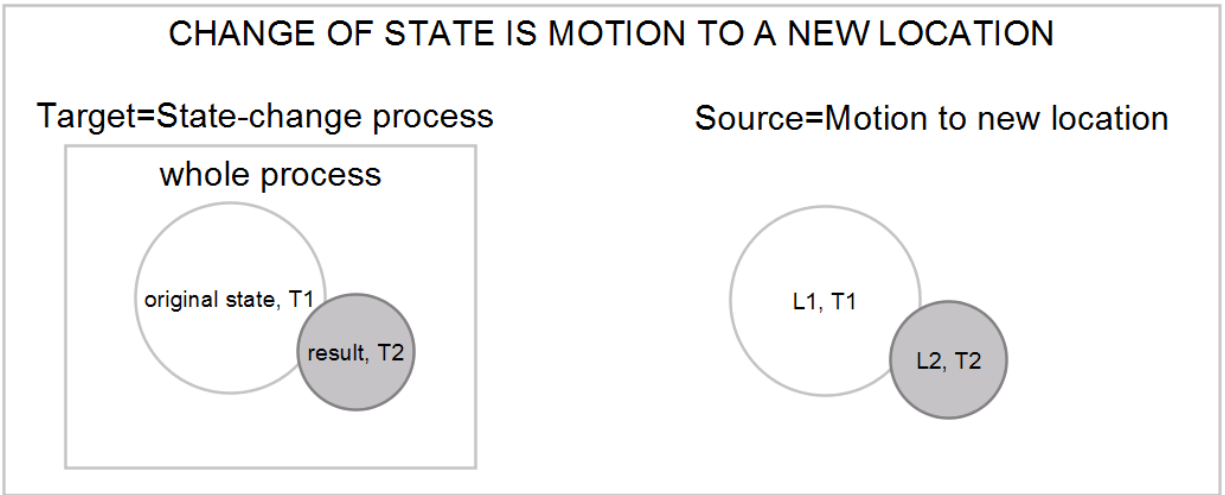 CHANGE OF STATE IS MOTION TO A NEW LOCATION
Target=State-change process
whole process
original state, T1
result, T2
Source=Motion to new location
L1, T1
L2, T2